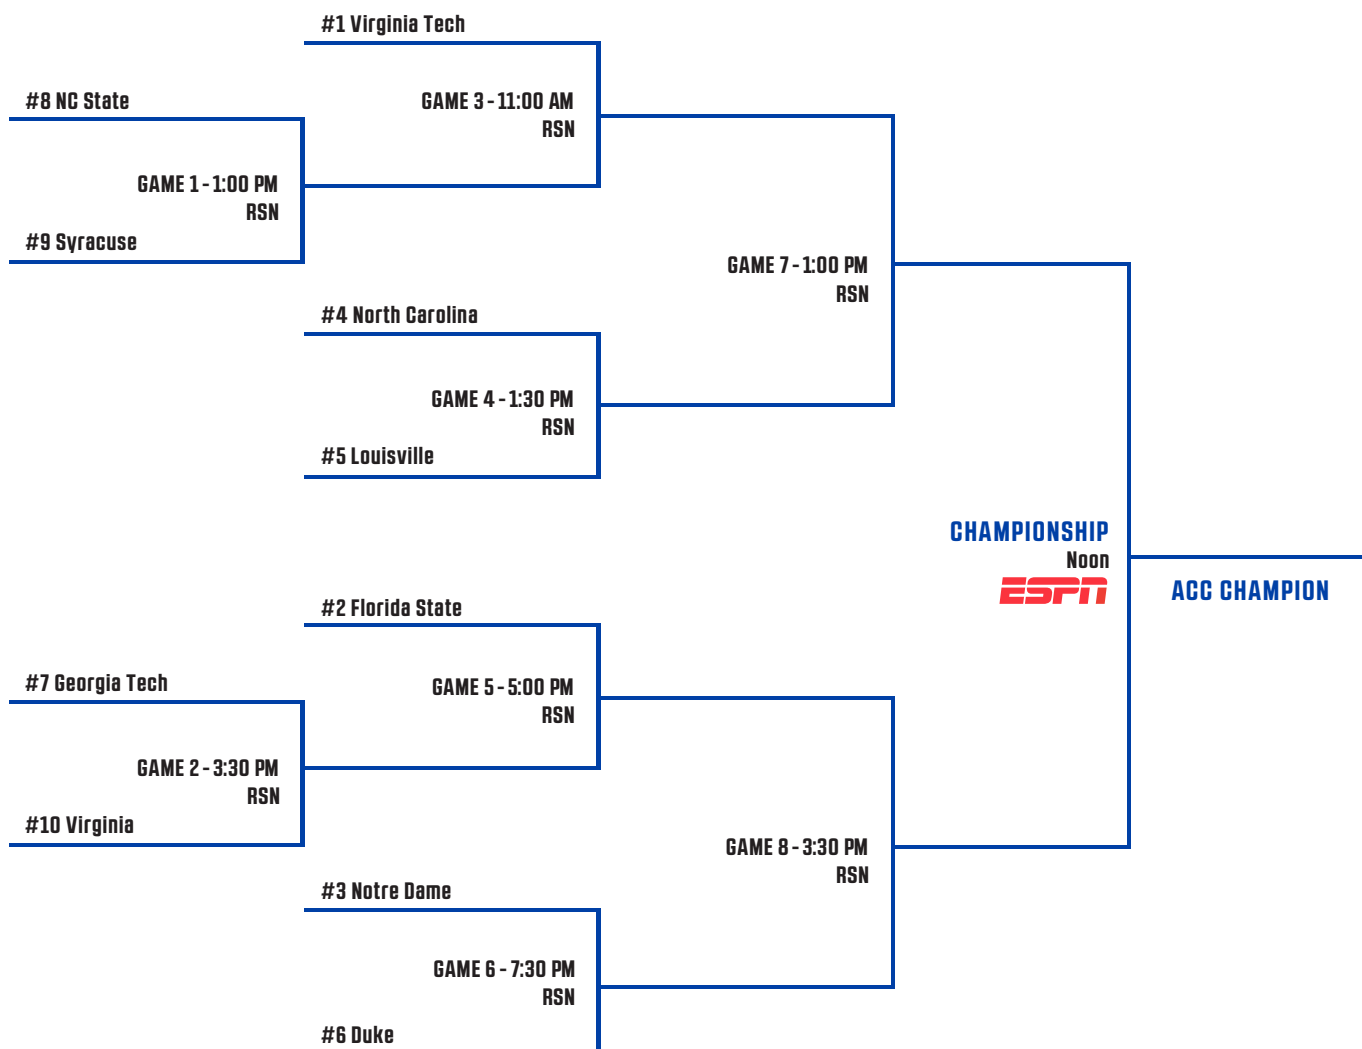 #1 Virginia Tech
#8 NC State
GAME 3 - 11:00 AM
RSN
GAME 1 - 1:00 PM
RSN
#9 Syracuse
GAME 7 - 1:00 PM
RSN
#4 North Carolina
GAME 4 - 1:30 PM
RSN
#5 Louisville
CHAMPIONSHIP
Noon
ESPN
ACC CHAMPION
#2 Florida State
#7 Georgia Tech
GAME 5 - 5:00 PM
RSN
GAME 2 - 3:30 PM
RSN
#10 Virginia
GAME 8 - 3:30 PM
RSN
#3 Notre Dame
GAME 6 - 7:30 PM
RSN
#6 Duke